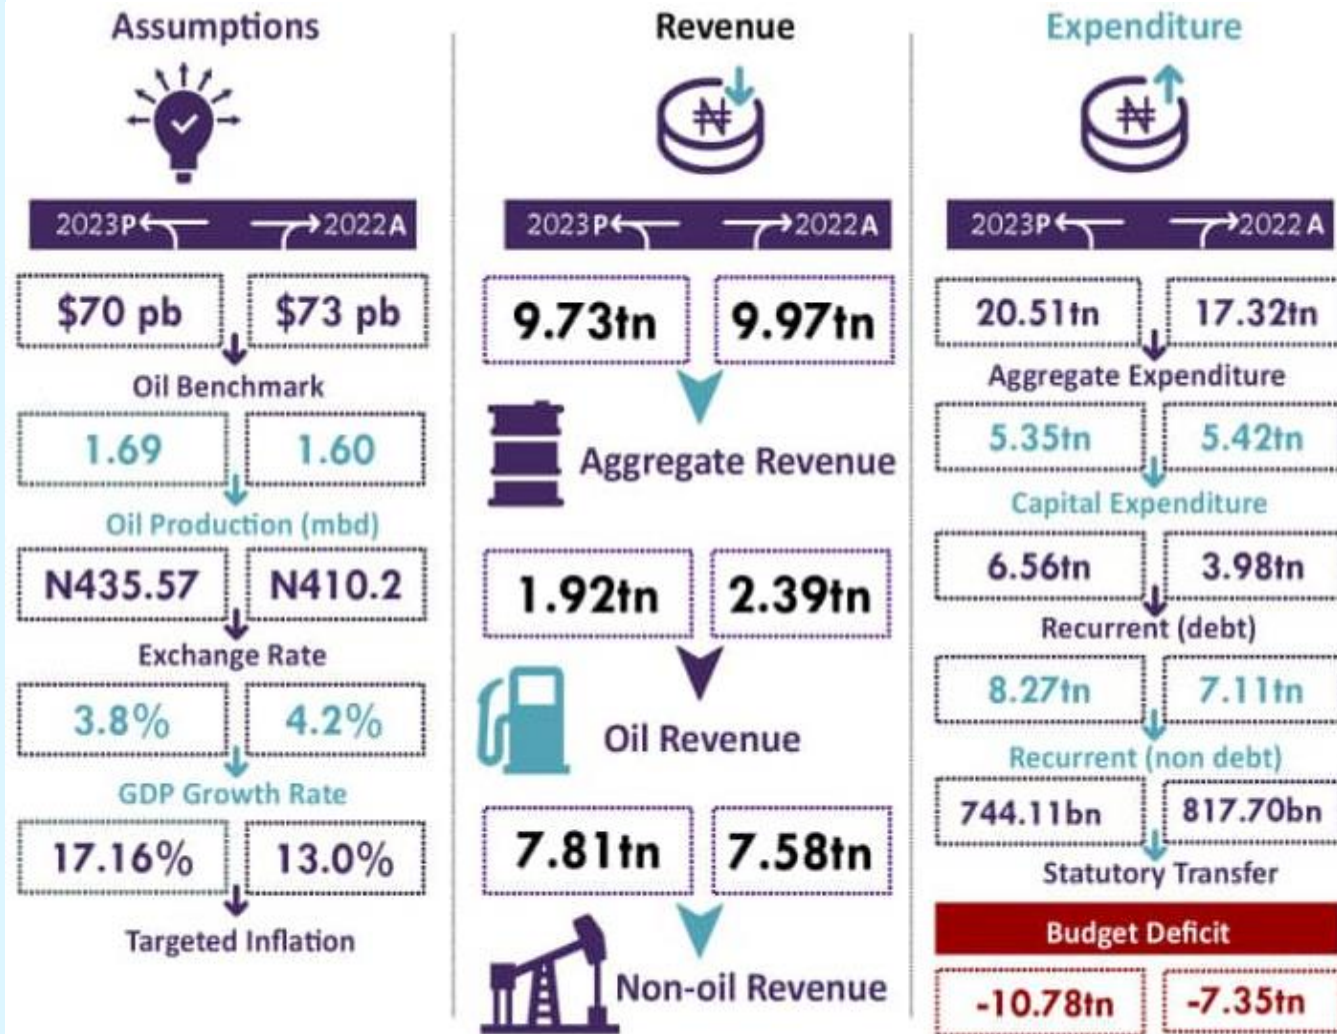 Assumptions
2023P 2022A
$70 pb $73 pb
Oil Benchmark
1.69 1.60
Oil Production (mbd)
N435.57 N410.2
Exchange Rate
3.8% 4.2%
GDP Growth Rate
17.16% 13.0%
Targeted Inflation
Revenue
₦
2023P 2022A
9.73tn 9.97tn
Aggregate Revenue
1.92tn 2.39tn
Oil Revenue
7.81tn 7.58tn
Non-oil Revenue
Expenditure
₦
2023P 2022A
20.51tn 17.32tn
Aggregate Expenditure
5.35tn 5.42tn
Capital Expenditure
6.56tn 3.98tn
Recurrent (debt)
8.27tn 7.11tn
Recurrent (non debt)
744.11bn 817.70bn
Statutory Transfer
Budget Deficit
-10.78tn -7.35tn